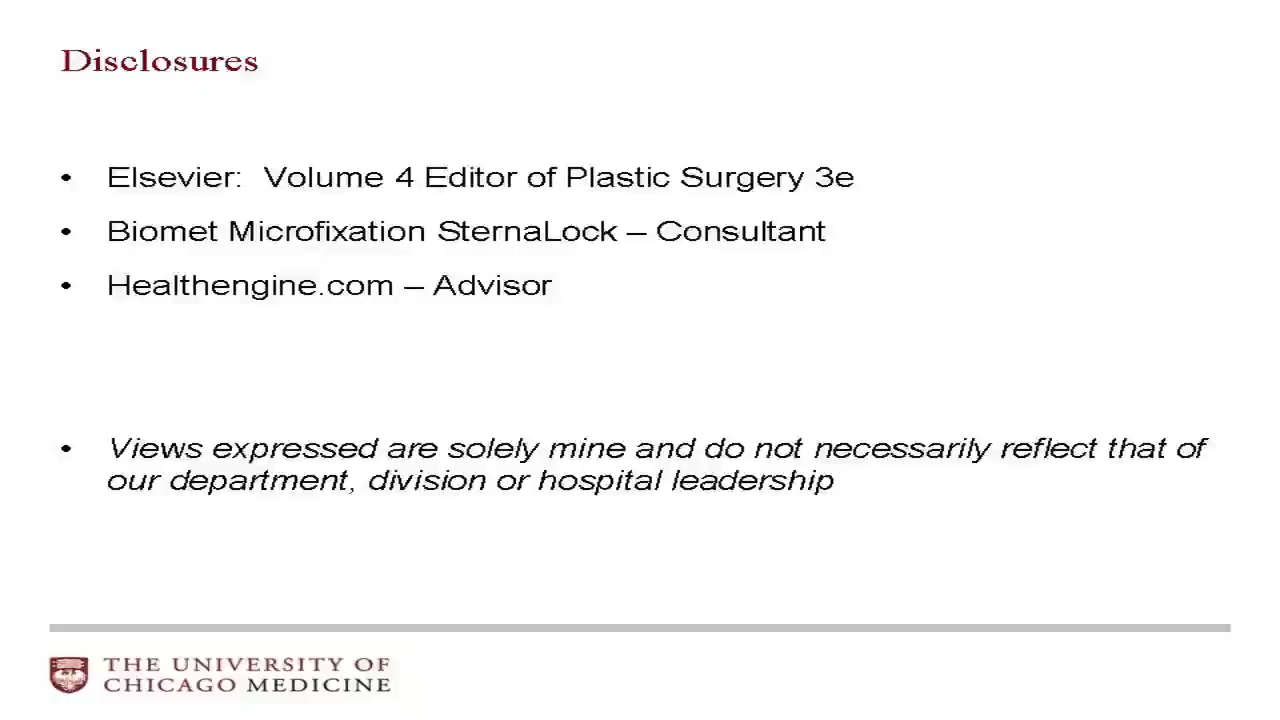 Disclosures
• Elsevier:  Volume 4 Editor of Plastic Surgery 3e
• Biomet Microfixation SternaLock – Consultant
• Healthengine.com – Advisor
• Views expressed are solely mine and do not necessarily reflect that of
our department, division or hospital leadership
THE UNIVERSITY OF
CHICAGO MEDICINE